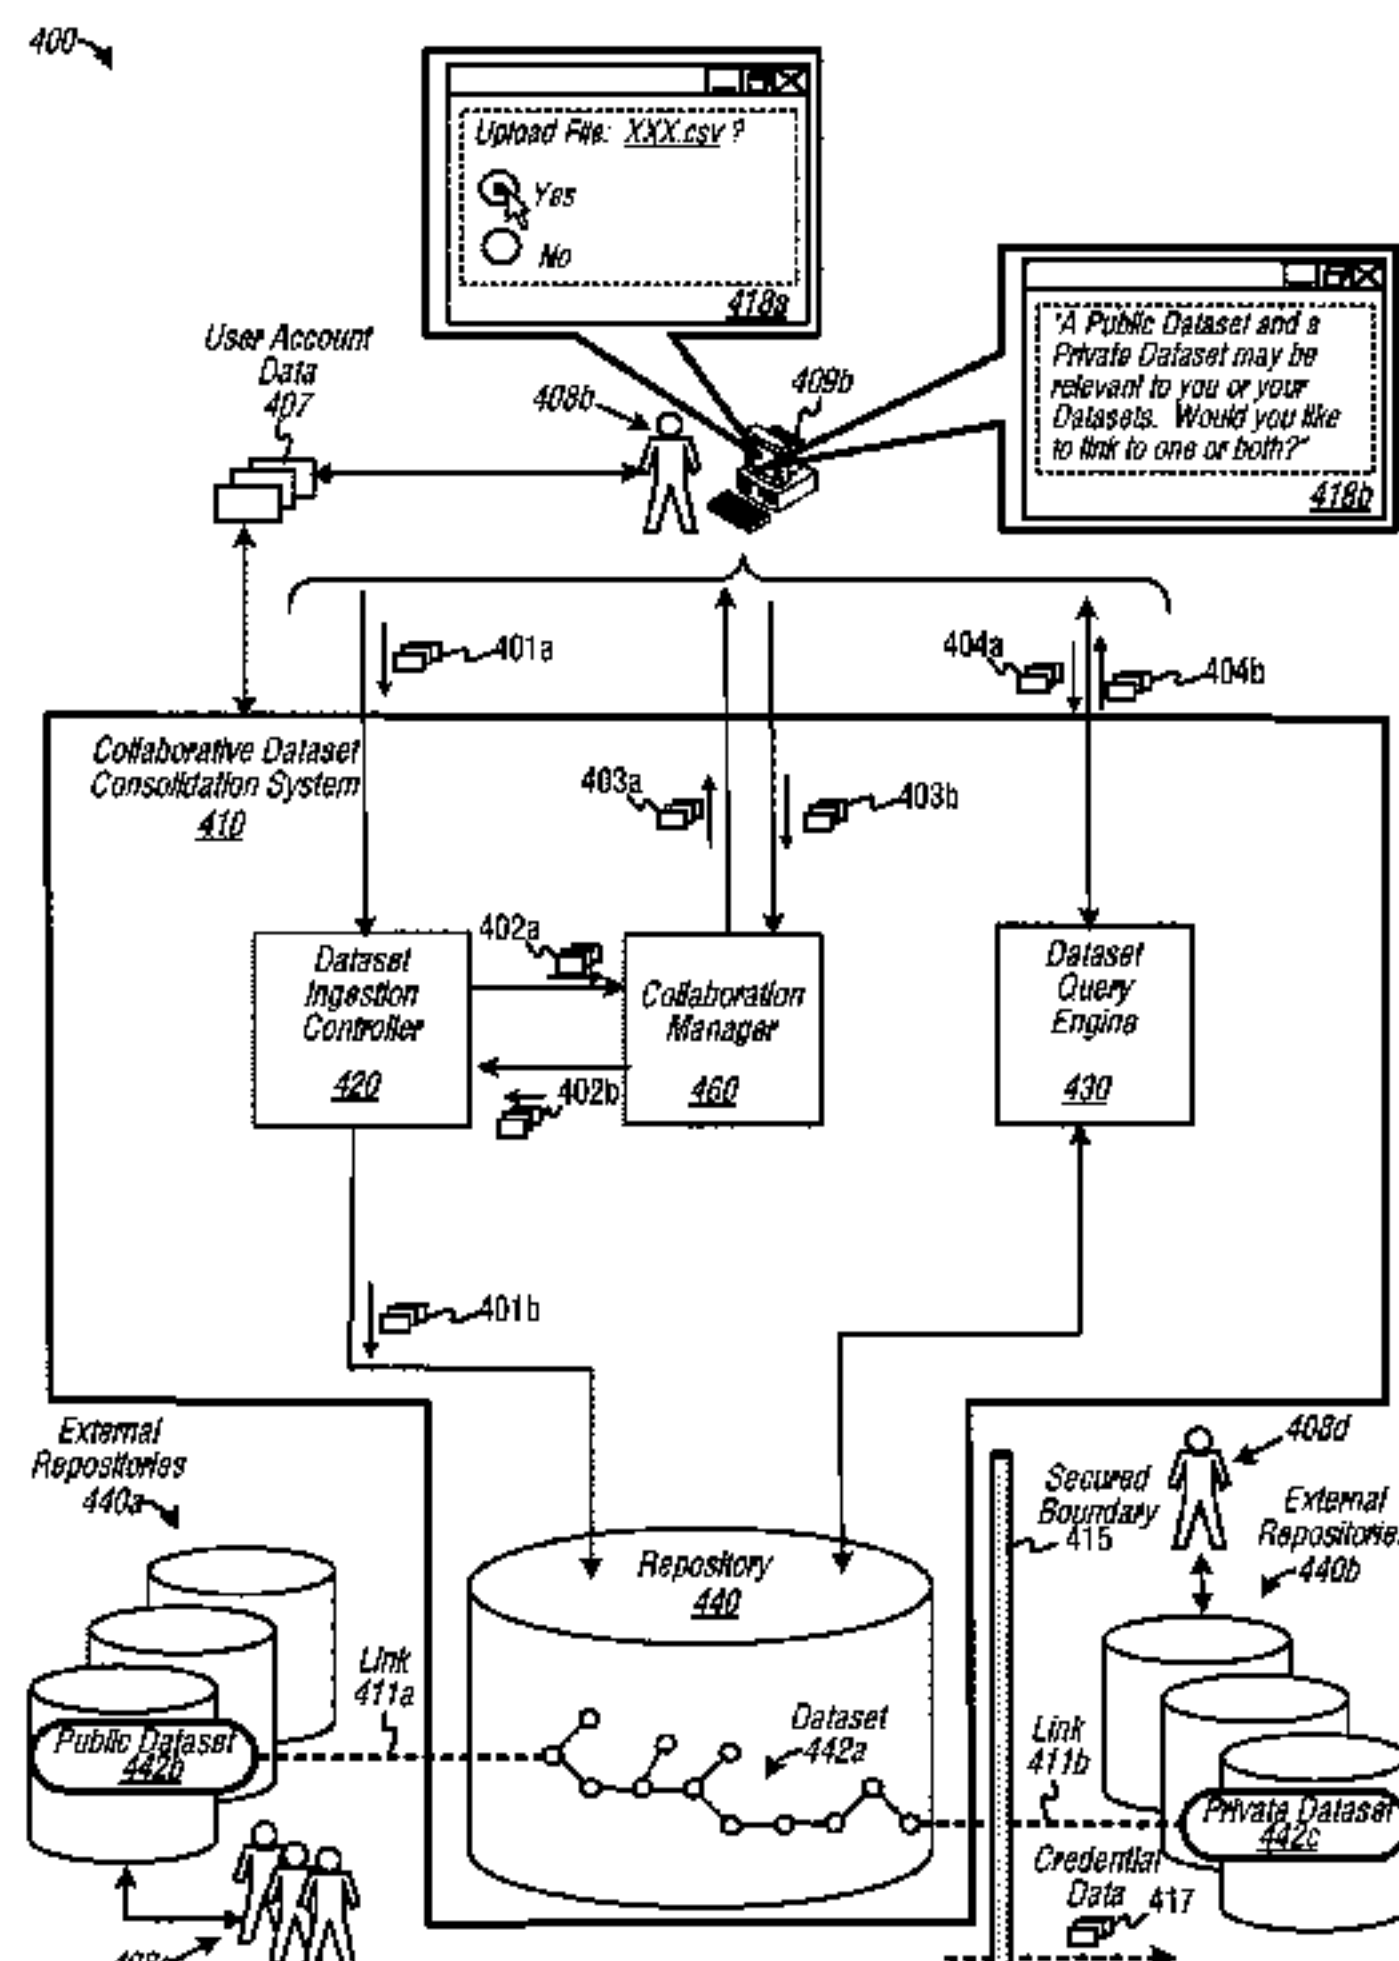 400
Upload File: XXX.csv ?
Yes
No
418a
"A Public Dataset and a
Private Dataset may be
relevant to you or your
Datasets. Would you like
to link to one or both?"
418b
User Account
Data
407
408b
409b
401a
404a
404b
Collaborative Dataset
Consolidation System
410
403a
403b
402a
Dataset
Ingestion
Controller
420
Collaboration
Manager
460
Dataset
Query
Engine
430
402b
401b
External
Repositories
440a
408d
Secured
Boundary
415
External
Repositories
440b
Repository
440
Link
411a
Dataset
442a
Public Dataset
442b
Link
411b
Private Dataset
442c
Credential
Data
417